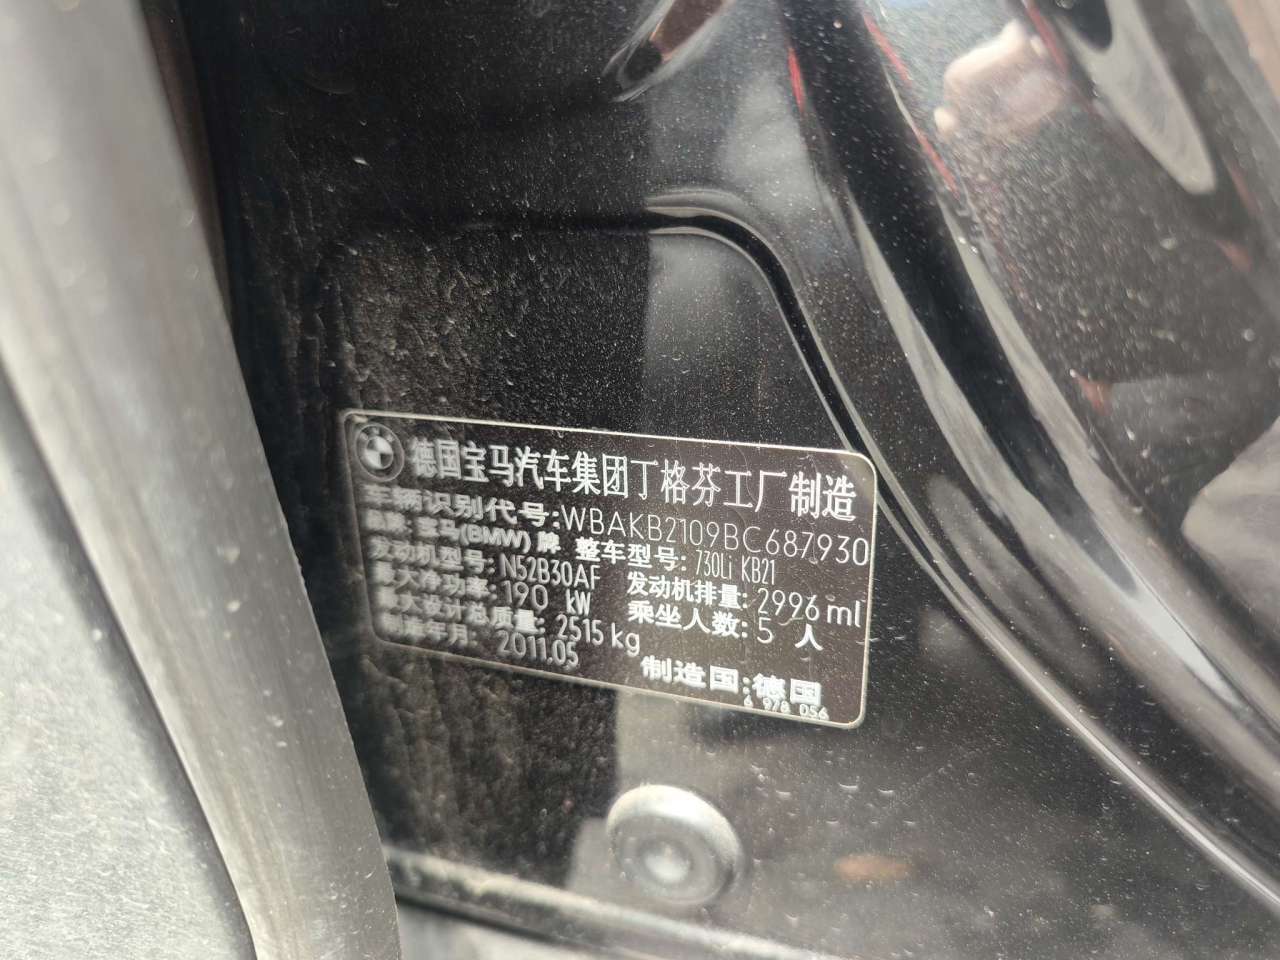 德国宝马汽车集团丁格芬工厂制造
车辆识别代号:WBAKB2109BC687930
品牌: 宝马(BMW) 牌 整车型号: 730Li KB21
发动机型号: N52B30AF 发动机排量: 2996 ml
最大净功率: 190 kW 乘坐人数: 5 人
最大设计总质量: 2515 kg
制造年月: 2011.05 制造国:德国
6 978 056